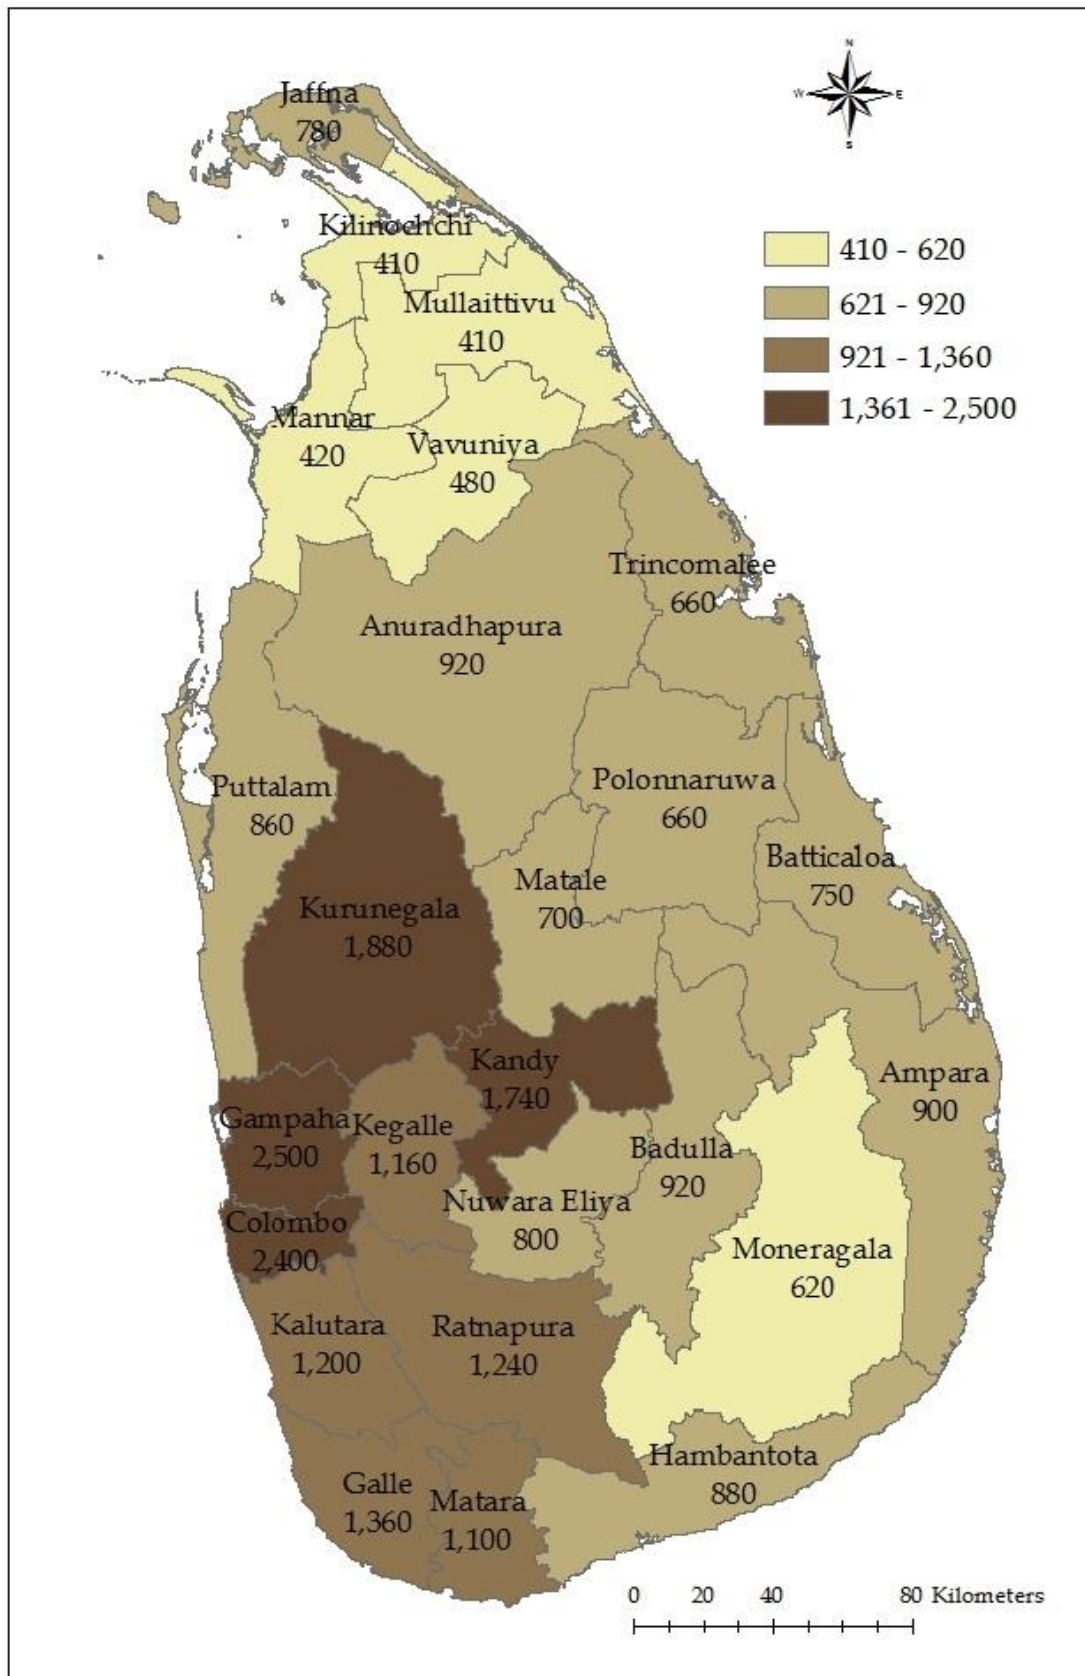 N
W E
S
Jaffna
780
Kilinochchi
410
Mullaittivu
410
Mannar
420
Vavuniya
480
410 - 620
621 - 920
921 - 1,360
1,361 - 2,500
Trincomalee
660
Anuradhapura
920
Puttalam
860
Polonnaruwa
660
Batticaloa
750
Matale
700
Kurunegala
1,880
Kandy
1,740
Ampara
900
Gampaha
2,500
Kegalle
1,160
Badulla
920
Nuwara Eliya
800
Colombo
2,400
Moneragala
620
Kalutara
1,200
Ratnapura
1,240
Hambantota
880
Galle
1,360
Matara
1,100
0 20 40 80 Kilometers